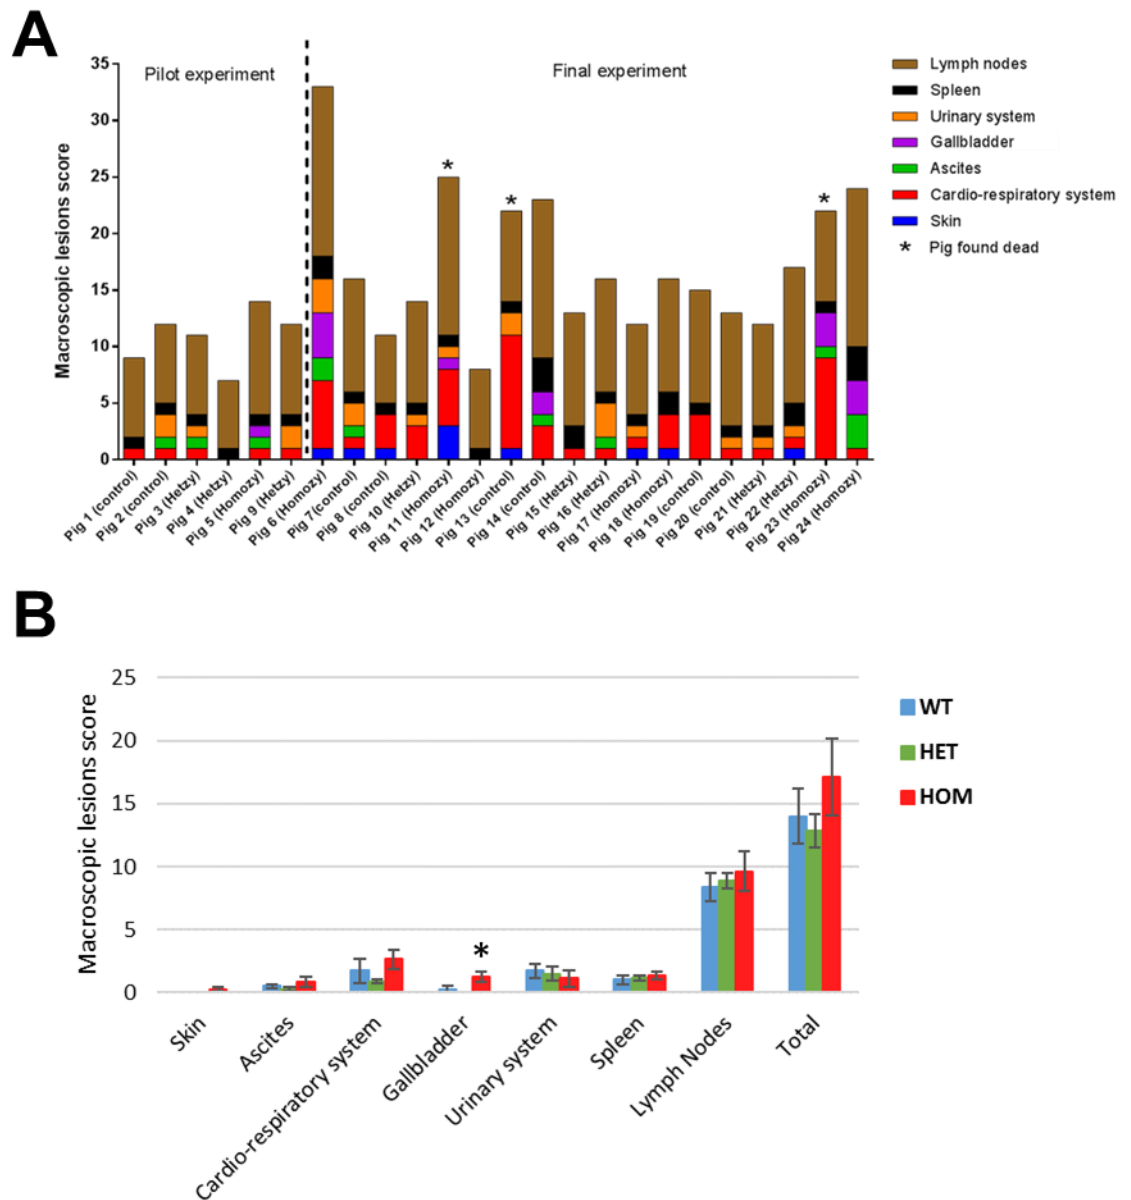 A
Pilot experiment
Final experiment
Macroscopic lesions score
35
30
25
20
15
10
5
0
*
*
*
Lymph nodes
Spleen
Urinary system
Gallbladder
Ascites
Cardio-respiratory system
Skin
* Pig found dead
Pig 1 (control)
Pig 2 (control)
Pig 3 (Hetzy)
Pig 4 (Hetzy)
Pig 5 (Homozy)
Pig 9 (Hetzy)
Pig 6 (Homozy)
Pig 7(control)
Pig 8 (control)
Pig 10 (Hetzy)
Pig 11 (Homozy)
Pig 12 (homozy)
Pig 13 (control)
Pig 14 (control)
Pig 15 (Hetzy)
Pig 16 (Hetzy)
Pig 17 (Homozy)
Pig 18 (Homozy)
Pig 19 (control)
Pig 20 (control)
Pig 21 (Hetzy)
Pig 22 (Hetzy)
Pig 23 (Homozy)
Pig 24 (Homozy)
B
Macroscopic lesions score
25
20
15
10
5
0
*
WT
HET
HOM
Skin
Ascites
Cardio-respiratory system
Gallbladder
Urinary system
Spleen
Lymph Nodes
Total